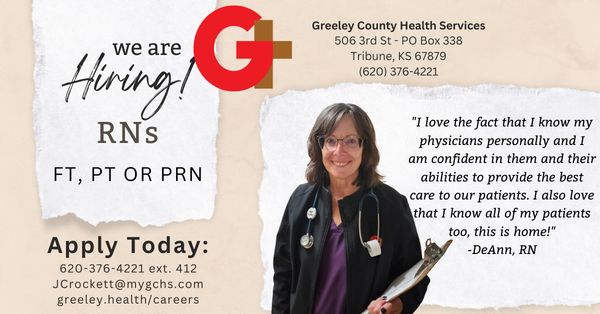 we are
Hiring!
RNs
FT, PT OR PRN
Apply Today:
620-376-4221 ext. 412
JCrockett@mygchs.com
greeley.health/careers
G+
Greeley County Health Services
506 3rd St - PO Box 338
Tribune, KS 67879
(620) 376-4221
"I love the fact that I know my
physicians personally and I
am confident in them and their
abilities to provide the best
care to our patients. I also love
that I know all of my patients
too, this is home!"
-DeAnn, RN